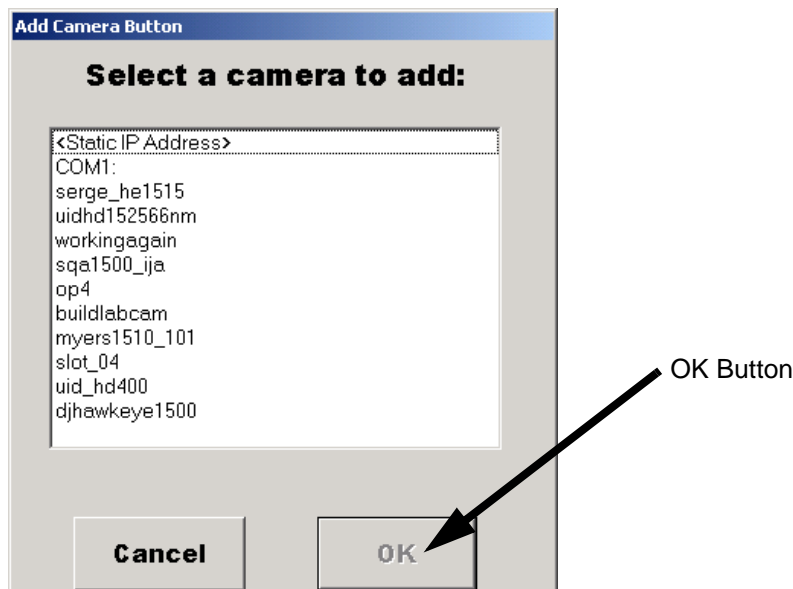 Add Camera Button
Select a camera to add:
<Static IP Address>
COM1:
serge_he1515
uidhd152566nm
workingagain
sqa1500_ija
op4
buildlabcam
myers1510_101
slot_04
uid_hd400
djhawkeye1500
OK Button
Cancel
OK